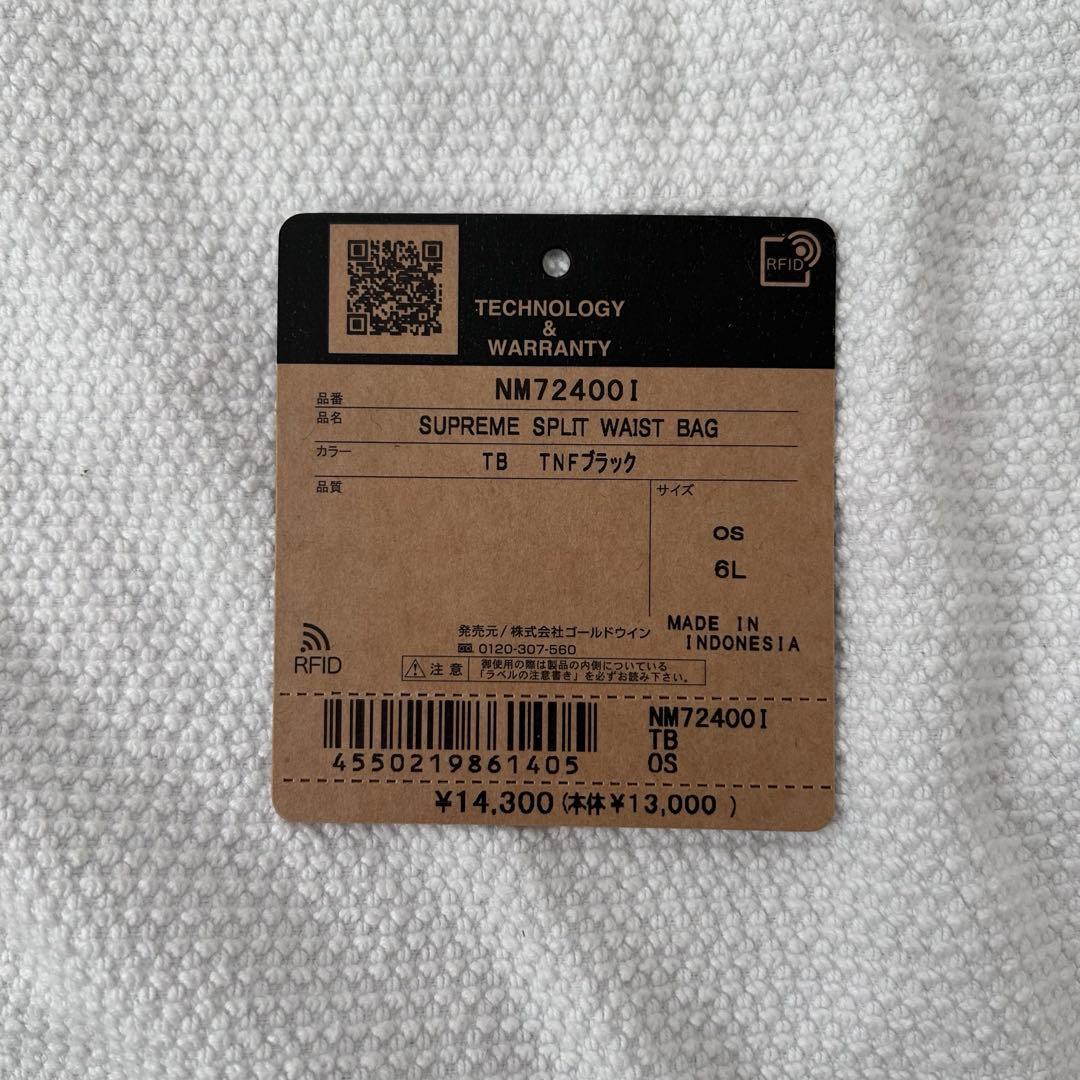 RFID
TECHNOLOGY
&
WARRANTY
品番 NM72400I
品名 SUPREME SPLIT WAIST BAG
カラー TB TNFブラック
品質
サイズ
OS
6L
MADE IN
INDONESIA
発売元/株式会社ゴールドウイン
0120-307-560
RFID
注意 御使用の際は製品の内側についている
「ラベルの注意書き」を必ずお読み下さい。
4550219861405
NM72400I
TB
OS
¥14,300(本体¥13,000 )